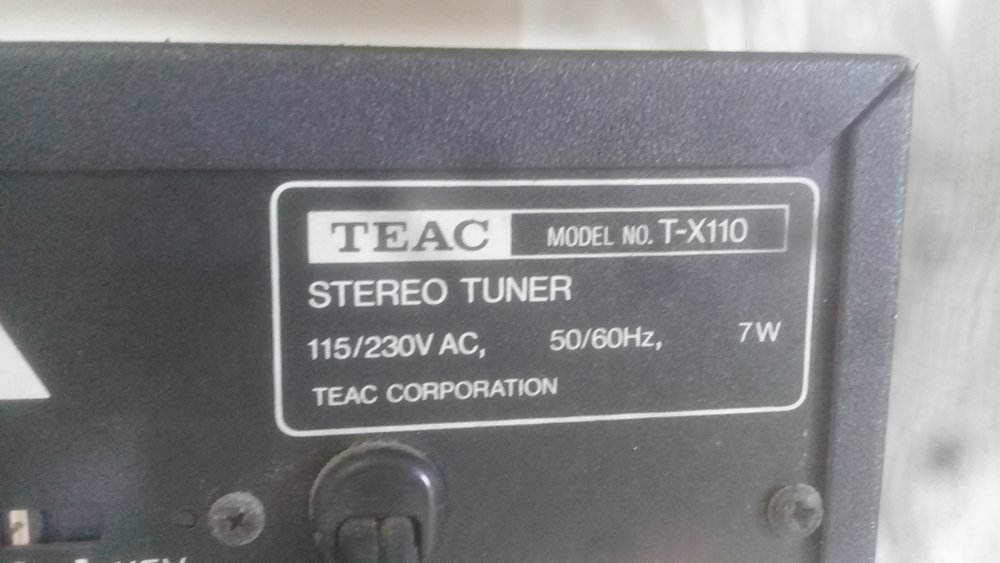 TEAC MODEL NO. T-X110
STEREO TUNER
115/230V AC, 50/60Hz, 7W
TEAC CORPORATION